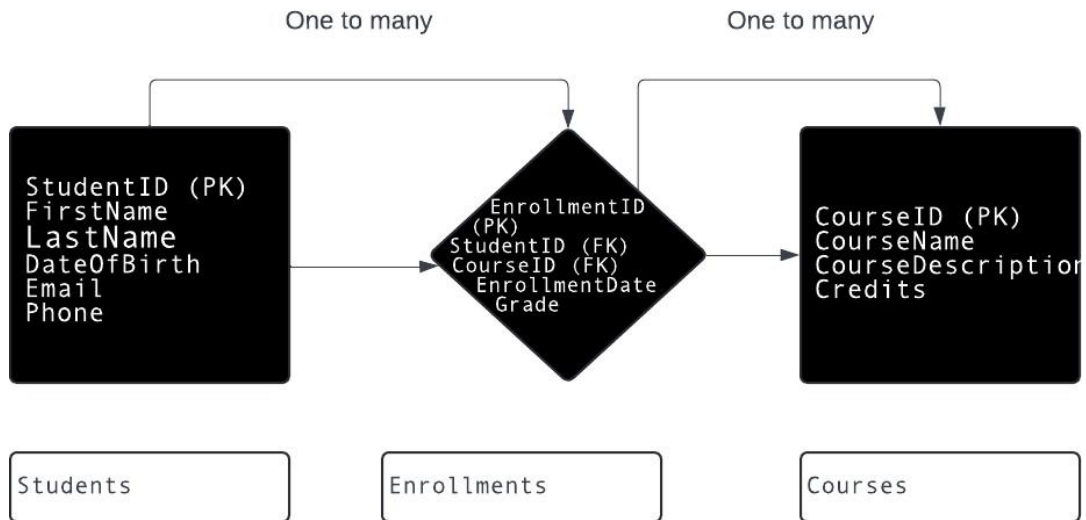 One to many
One to many
StudentID (PK)
FirstName
LastName
DateOfBirth
Email
Phone
EnrollmentID
(PK)
StudentID (FK)
CourseID (FK)
EnrollmentDate
Grade
CourseID (PK)
CourseName
CourseDescription
Credits
Students
Enrollments
Courses